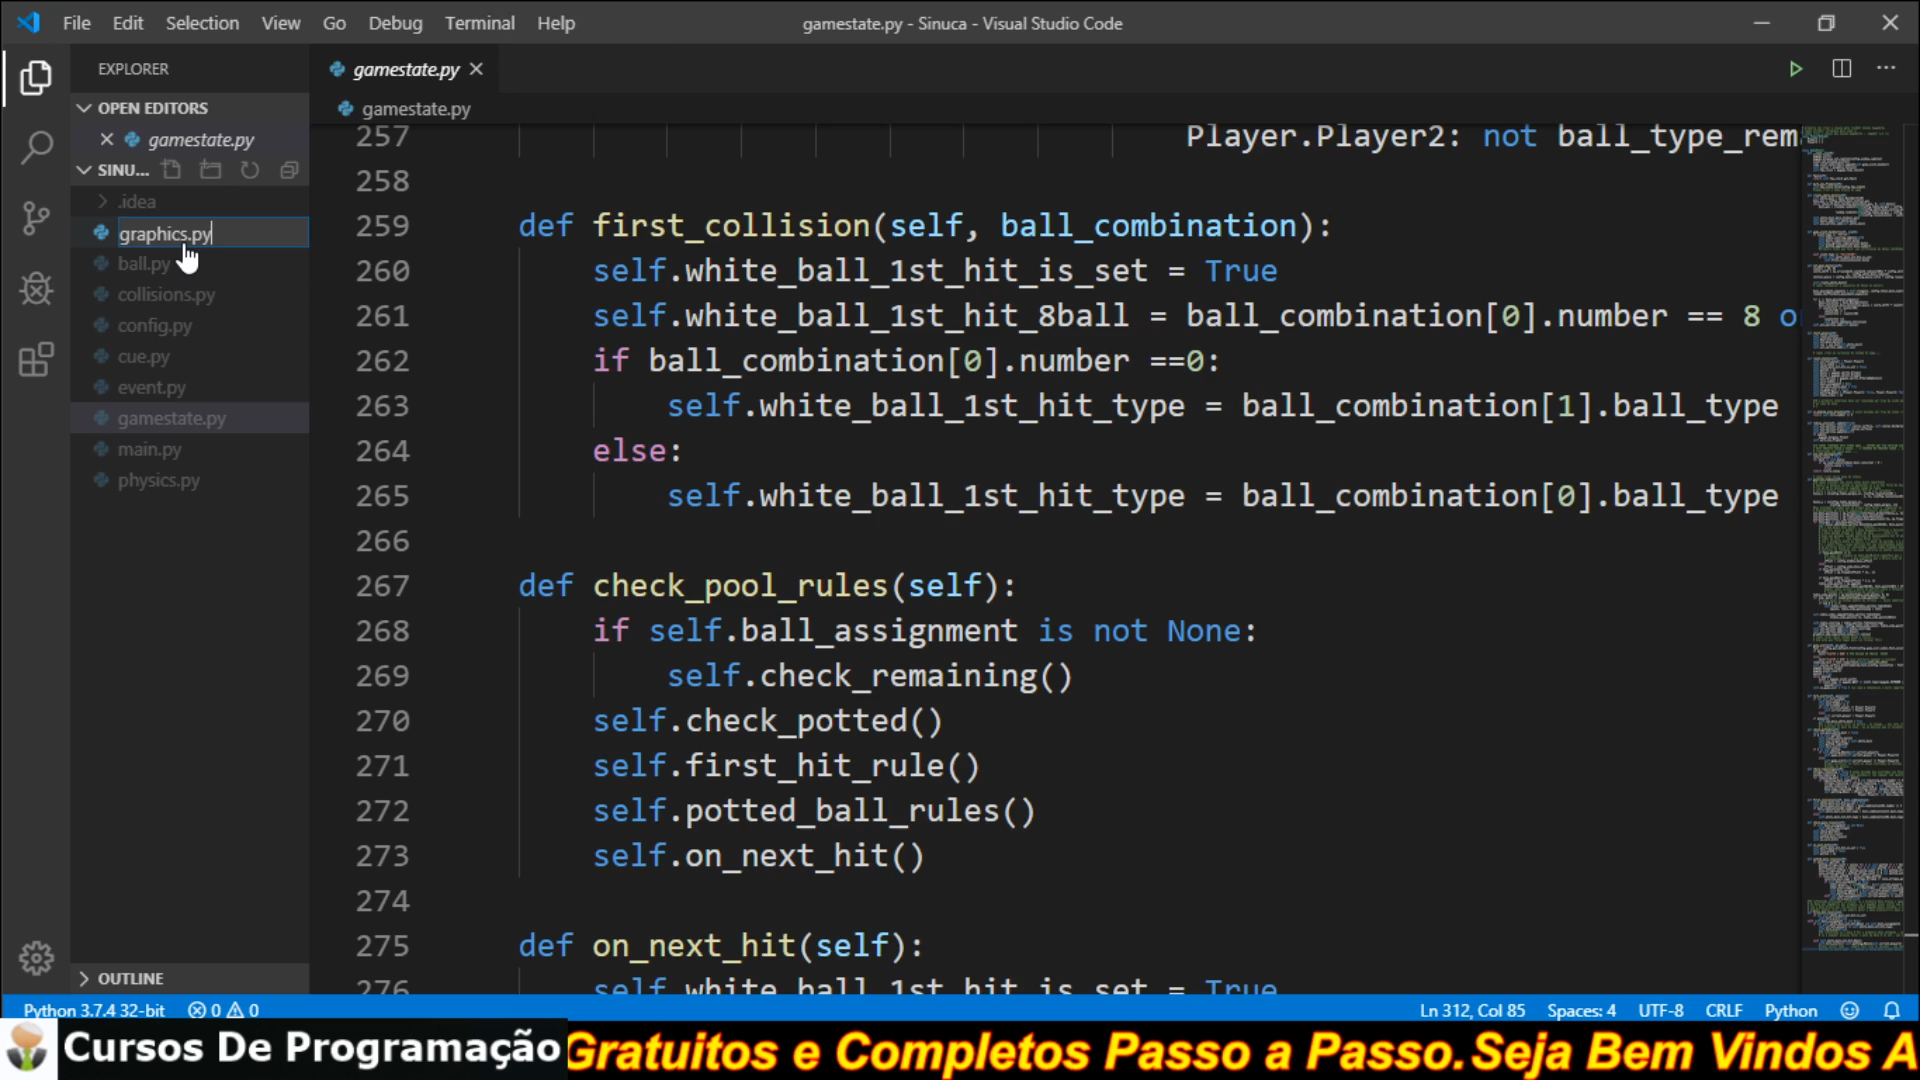 File Edit Selection View Go Debug Terminal Help
gamestate.py - Sinuca - Visual Studio Code
EXPLORER
OPEN EDITORS
gamestate.py
SINU...
.idea
graphics.py
ball.py
collisions.py
config.py
cue.py
event.py
gamestate.py
main.py
physics.py
OUTLINE
gamestate.py
gamestate.py
257 Player.Player2: not ball_type_rem
258
259 def first_collision(self, ball_combination):
260 self.white_ball_1st_hit_is_set = True
261 self.white_ball_1st_hit_8ball = ball_combination[0].number == 8 o
262 if ball_combination[0].number ==0:
263 self.white_ball_1st_hit_type = ball_combination[1].ball_type
264 else:
265 self.white_ball_1st_hit_type = ball_combination[0].ball_type
266
267 def check_pool_rules(self):
268 if self.ball_assignment is not None:
269 self.check_remaining()
270 self.check_potted()
271 self.first_hit_rule()
272 self.potted_ball_rules()
273 self.on_next_hit()
274
275 def on_next_hit(self):
276 self.white_ball_1st_hit_is_set = True
Python 3.7.4 32-bit 0 0 Ln 312, Col 85 Spaces: 4 UTF-8 CRLF Python
Cursos De Programação Gratuitos e Completos Passo a Passo.Seja Bem Vindos A